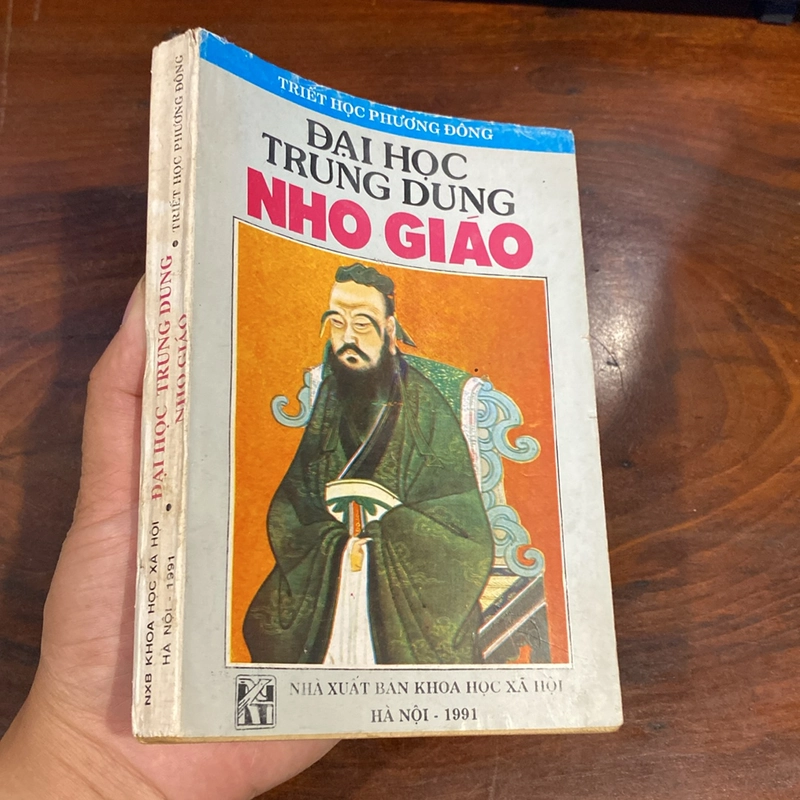 TRIẾT HỌC PHƯƠNG ĐÔNG
ĐẠI HỌC
TRUNG DUNG
NHO GIÁO
NHÀ XUẤT BẢN KHOA HỌC XÃ HỘI
HÀ NỘI - 1991
NXB KHOA HỌC XÃ HỘI
HÀ NỘI - 1991
• ĐẠI HỌC TRUNG DUNG
NHO GIÁO
• TRIẾT HỌC PHƯƠNG ĐÔNG